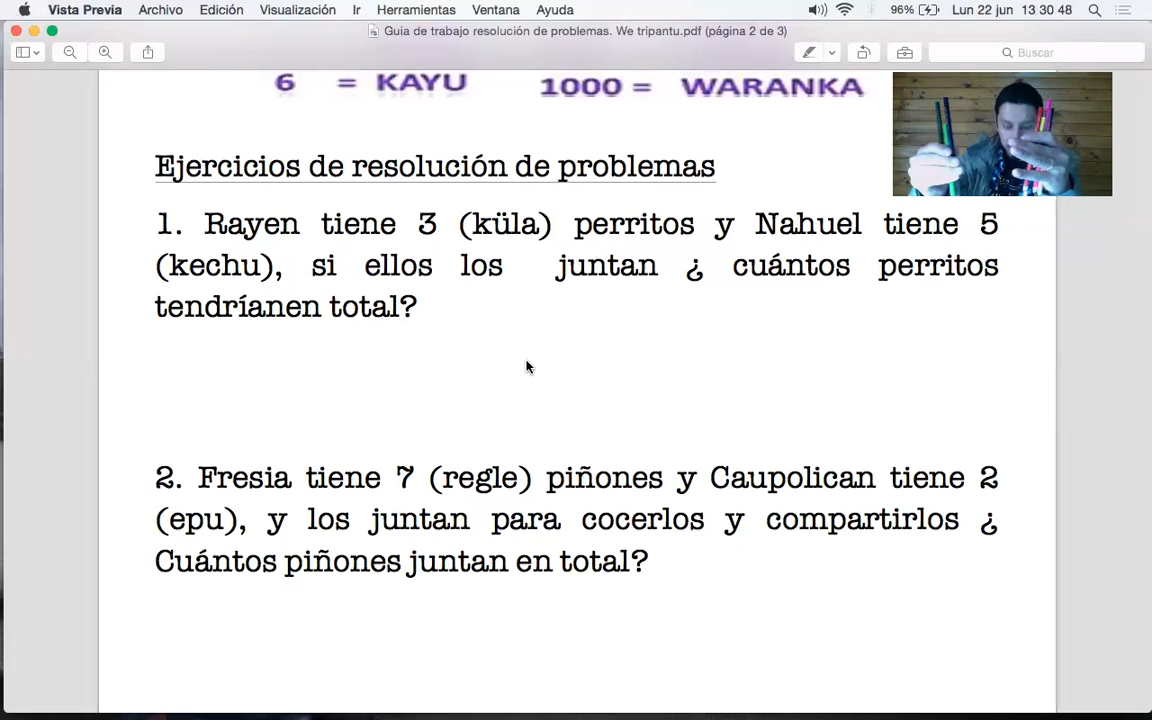 Vista Previa Archivo Edición Visualización Ir Herramientas Ventana Ayuda 96% Lun 22 jun 13 30 48
Guia de trabajo resolución de problemas. We tripantu.pdf (página 2 de 3)
Buscar
6 = KAYU 1000 = WARANKA
Ejercicios de resolución de problemas
1. Rayen tiene 3 (küla) perritos y Nahuel tiene 5
(kechu), si ellos los juntan ¿ cuántos perritos
tendríanen total?
2. Fresia tiene 7 (regle) piñones y Caupolican tiene 2
(epu), y los juntan para cocerlos y compartirlos ¿
Cuántos piñones juntan en total?